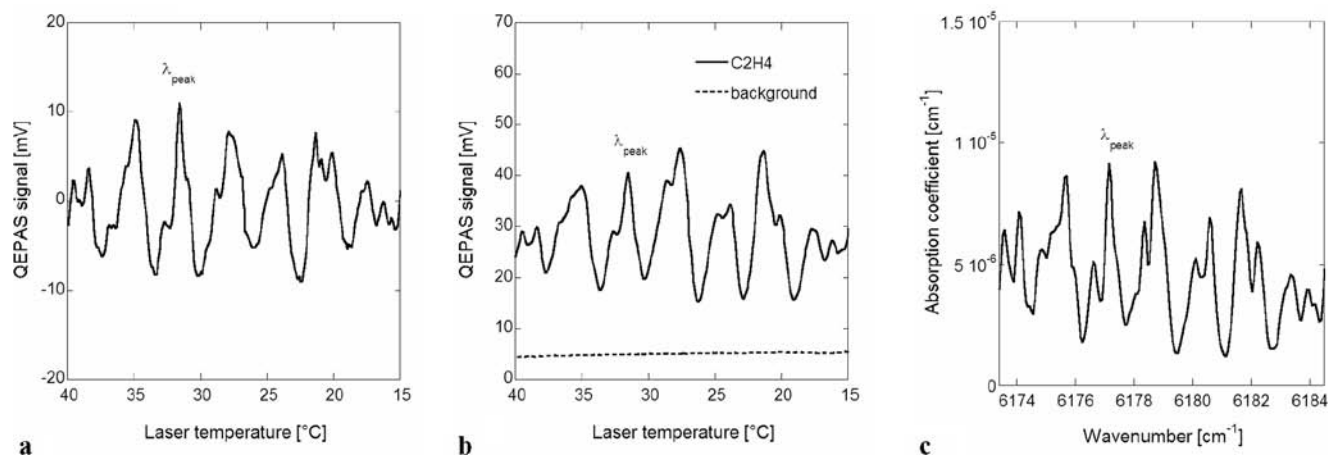 20
10
0
-10
-20
QEPAS signal [mV]
λpeak
40 35 30 25 20 15
Laser temperature [°C]
a
70
60
50
40
30
20
10
0
QEPAS signal [mV]
C2H4
background
λpeak
40 35 30 25 20 15
Laser temperature [°C]
b
1.5 10-5
1 10-5
5 10-6
0
Absorption coefficient [cm-1]
λpeak
6174 6176 6178 6180 6182 6184
Wavenumber [cm-1]
c